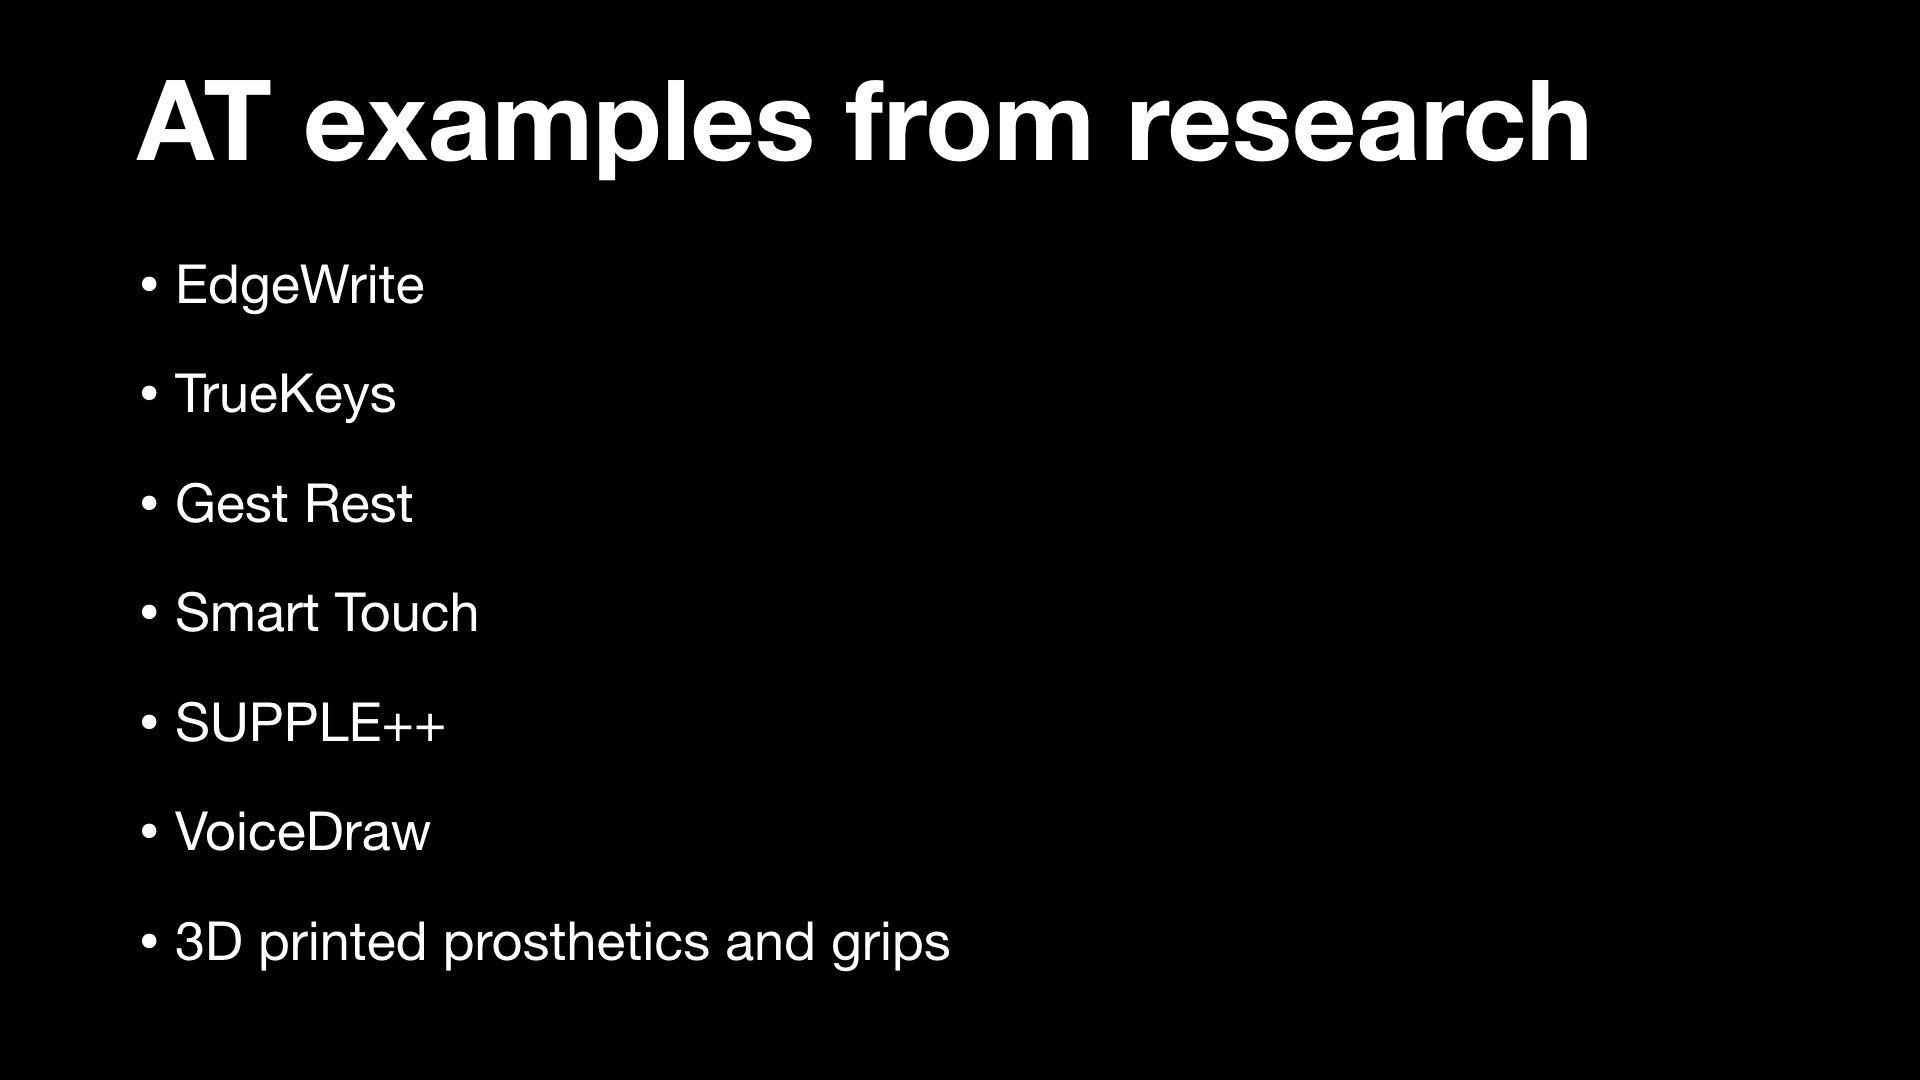 AT examples from research
• EdgeWrite
• TrueKeys
• Gest Rest
• Smart Touch
• SUPPLE++
• VoiceDraw
• 3D printed prosthetics and grips